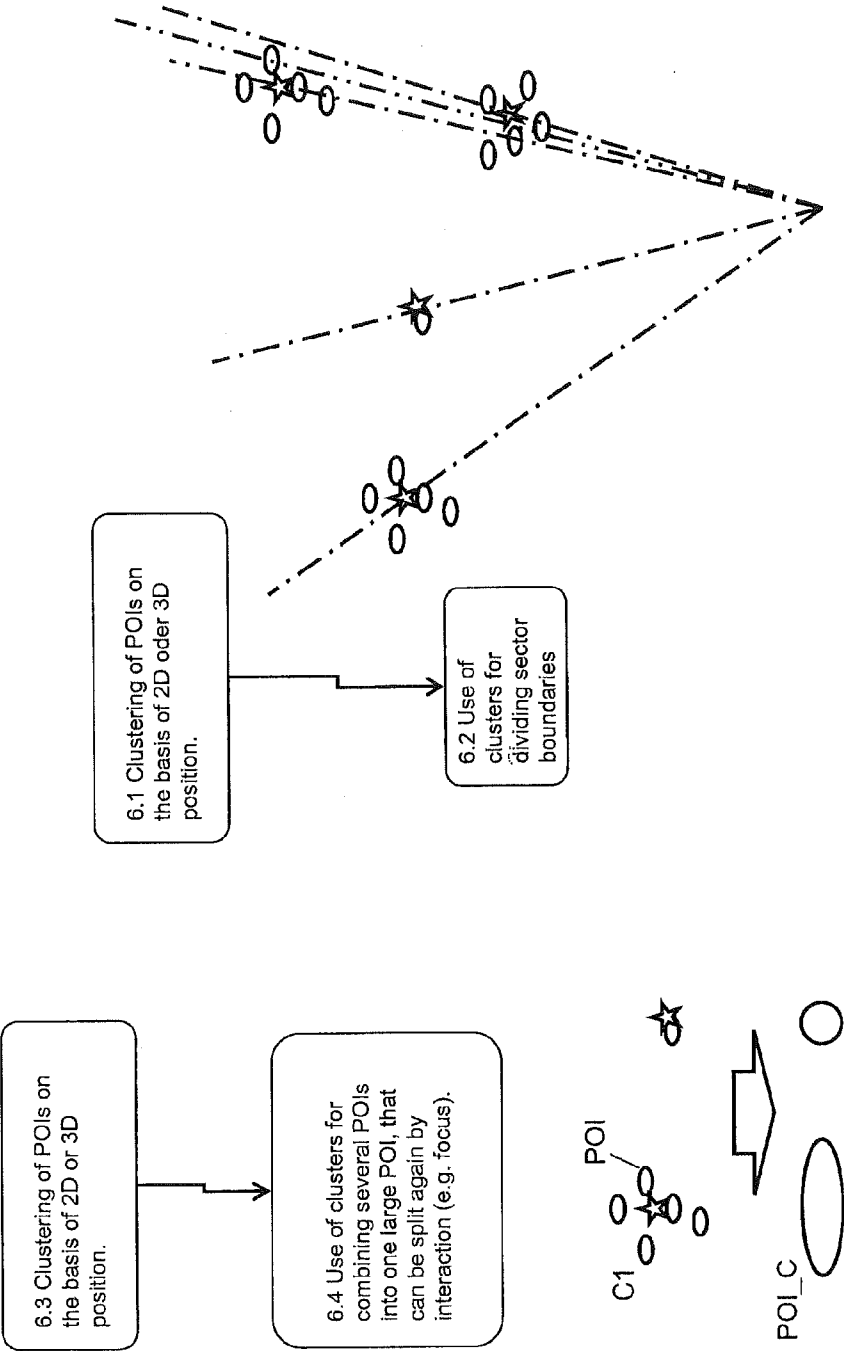 6.3 Clustering of POIs on
the basis of 2D or 3D
position.
6.4 Use of clusters for
combining several POIs
into one large POI, that
can be split again by
interaction (e.g. focus).
C1
POI
POI_C
6.1 Clustering of POIs on
the basis of 2D oder 3D
position.
6.2 Use of
clusters for
dividing sector
boundaries